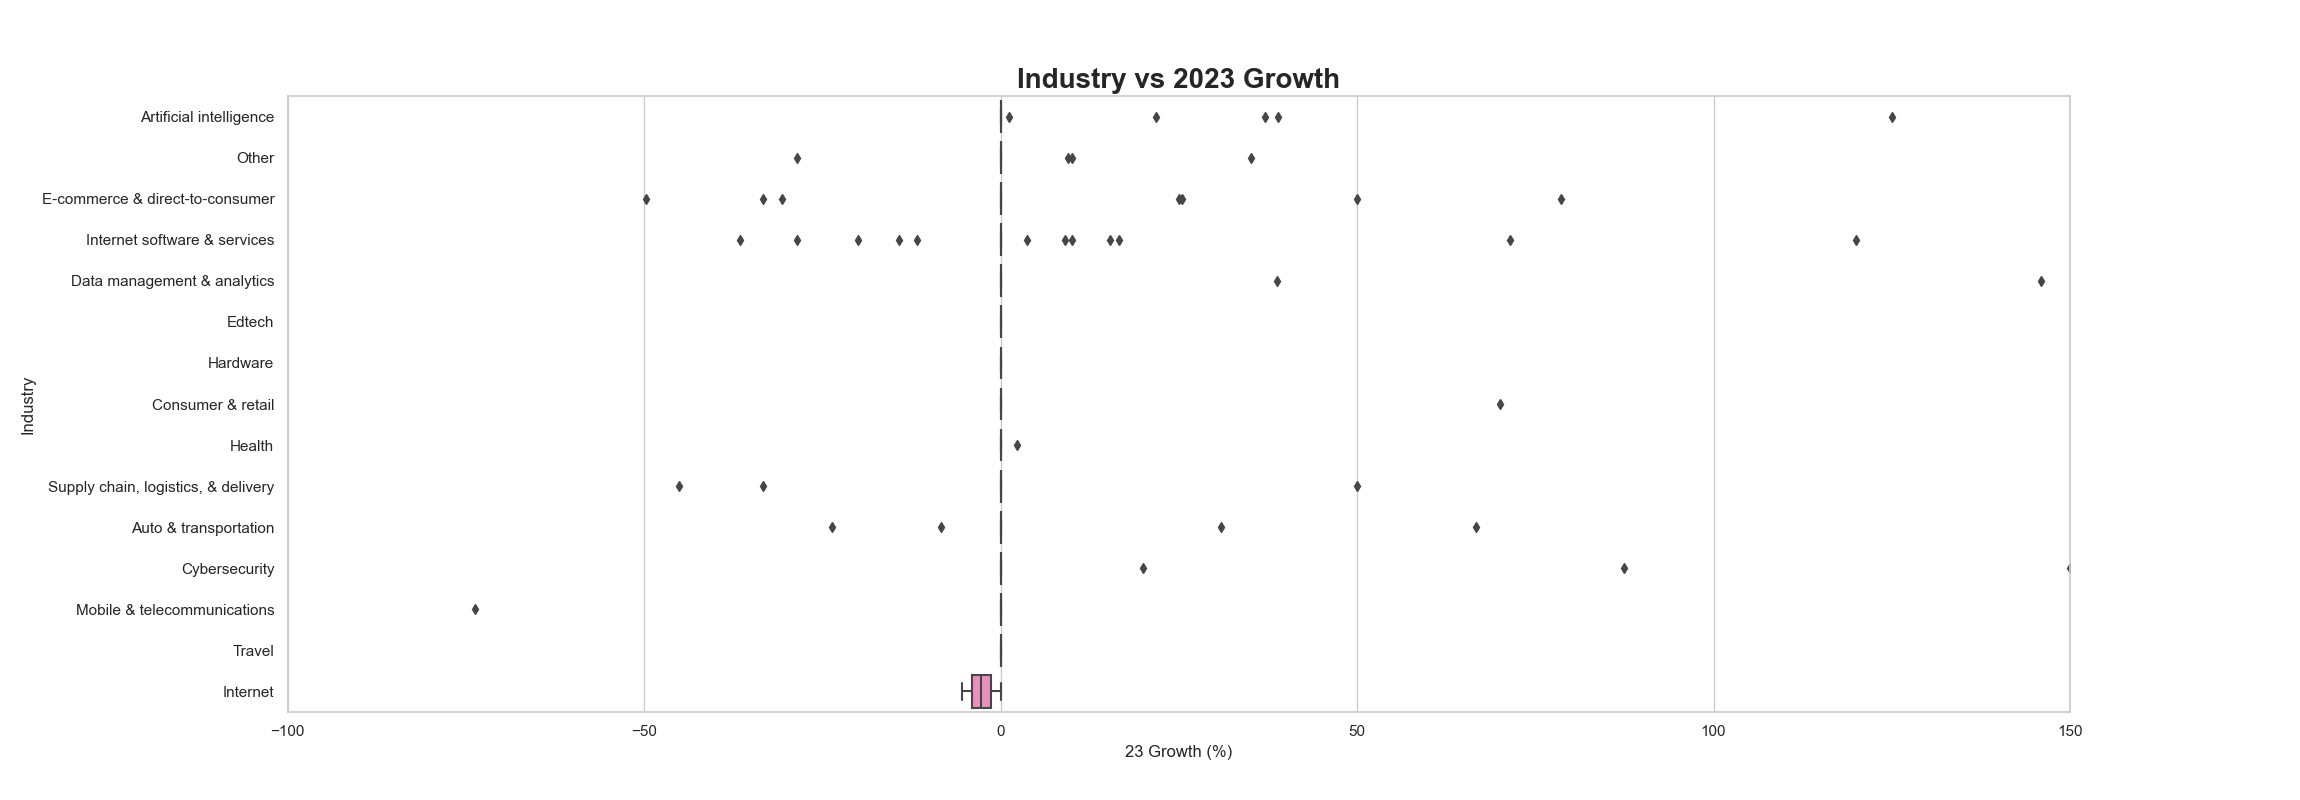 Industry vs 2023 Growth
Artificial intelligence
Other
E-commerce & direct-to-consumer
Internet software & services
Data management & analytics
Edtech
Hardware
Consumer & retail
Health
Supply chain, logistics, & delivery
Auto & transportation
Cybersecurity
Mobile & telecommunications
Travel
Internet
Industry
−100
−50
0
50
100
150
23 Growth (%)